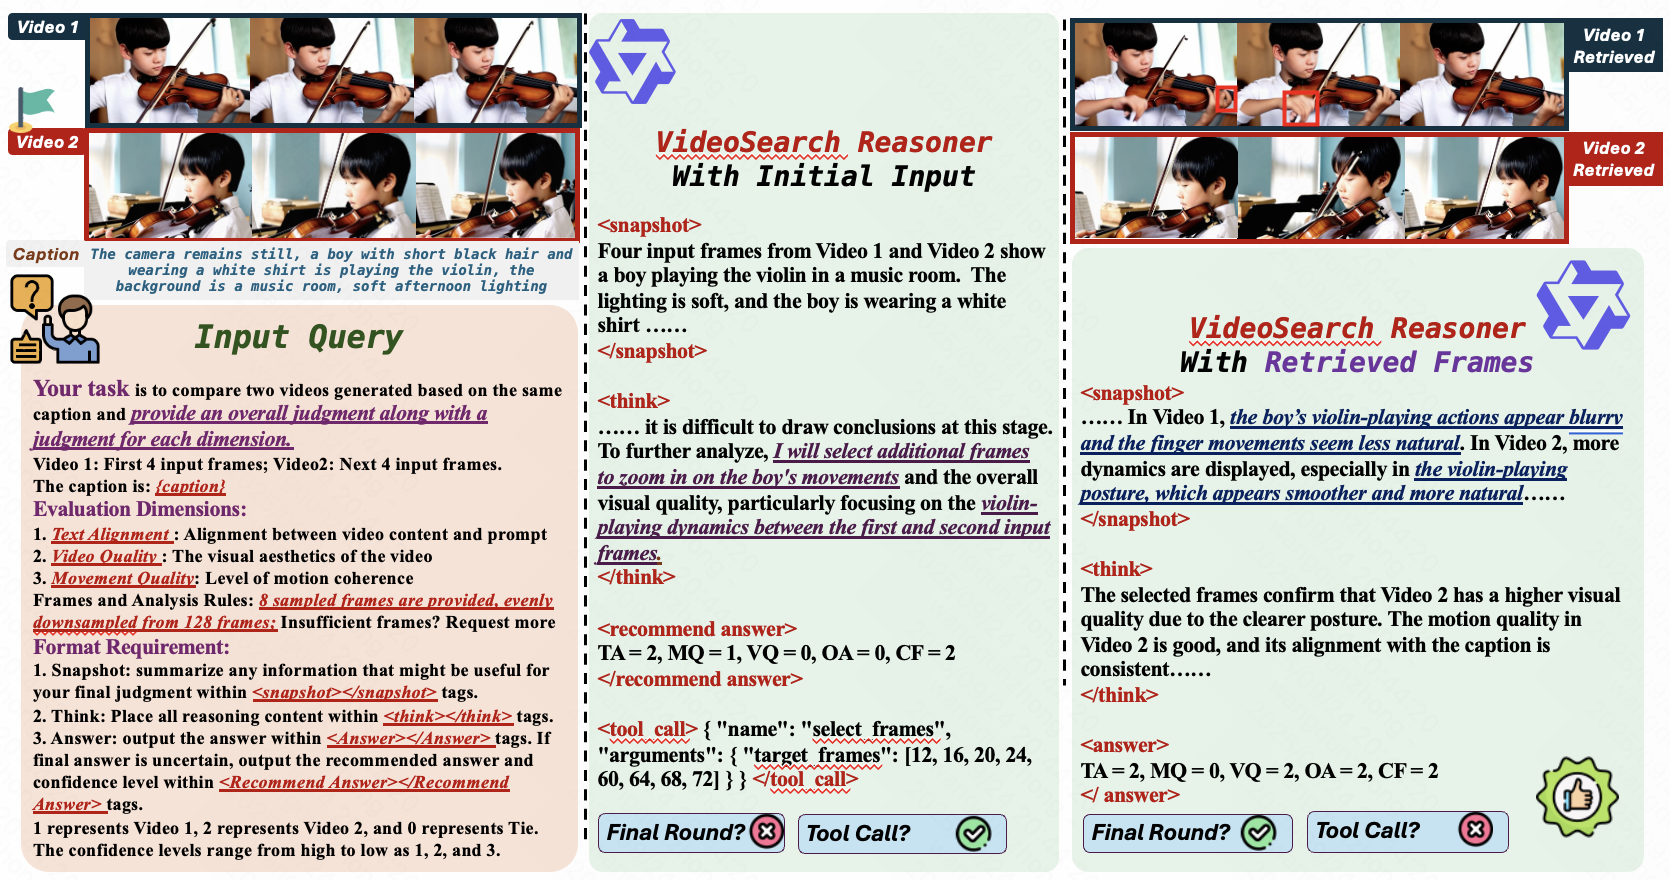 Video 1
Video 2
Caption
The camera remains still, a boy with short black hair and
wearing a white shirt is playing the violin, the
background is a music room, soft afternoon lighting
Input Query
Your task is to compare two videos generated based on the same
caption and provide an overall judgment along with a
judgment for each dimension.
Video 1: First 4 input frames; Video2: Next 4 input frames.
The caption is: {caption}
Evaluation Dimensions:
1. Text Alignment : Alignment between video content and prompt
2. Video Quality : The visual aesthetics of the video
3. Movement Quality: Level of motion coherence
Frames and Analysis Rules: 8 sampled frames are provided, evenly
downsampled from 128 frames; Insufficient frames? Request more
Format Requirement:
1. Snapshot: summarize any information that might be useful for
your final judgment within <snapshot></snapshot> tags.
2. Think: Place all reasoning content within <think></think> tags.
3. Answer: output the answer within <Answer></Answer> tags. If
final answer is uncertain, output the recommended answer and
confidence level within <Recommend Answer></Recommend
Answer> tags.
1 represents Video 1, 2 represents Video 2, and 0 represents Tie.
The confidence levels range from high to low as 1, 2, and 3.
VideoSearch Reasoner
With Initial Input
<snapshot>
Four input frames from Video 1 and Video 2 show
a boy playing the violin in a music room. The
lighting is soft, and the boy is wearing a white
shirt ……
</snapshot>
<think>
…… it is difficult to draw conclusions at this stage.
To further analyze, I will select additional frames
to zoom in on the boy's movements and the overall
visual quality, particularly focusing on the violin-
playing dynamics between the first and second input
frames.
</think>
<recommend answer>
TA = 2, MQ = 1, VQ = 0, OA = 0, CF = 2
</recommend answer>
<tool_call> { "name": "select_frames",
"arguments": { "target_frames": [12, 16, 20, 24,
60, 64, 68, 72] } } </tool_call>
Final Round?
Tool Call?
Video 1
Retrieved
Video 2
Retrieved
VideoSearch Reasoner
With Retrieved Frames
<snapshot>
…… In Video 1, the boy’s violin-playing actions appear blurry
and the finger movements seem less natural. In Video 2, more
dynamics are displayed, especially in the violin-playing
posture, which appears smoother and more natural……
</snapshot>
<think>
The selected frames confirm that Video 2 has a higher visual
quality due to the clearer posture. The motion quality in
Video 2 is good, and its alignment with the caption is
consistent……
</think>
<answer>
TA = 2, MQ = 0, VQ = 2, OA = 2, CF = 2
</ answer>
Final Round?
Tool Call?